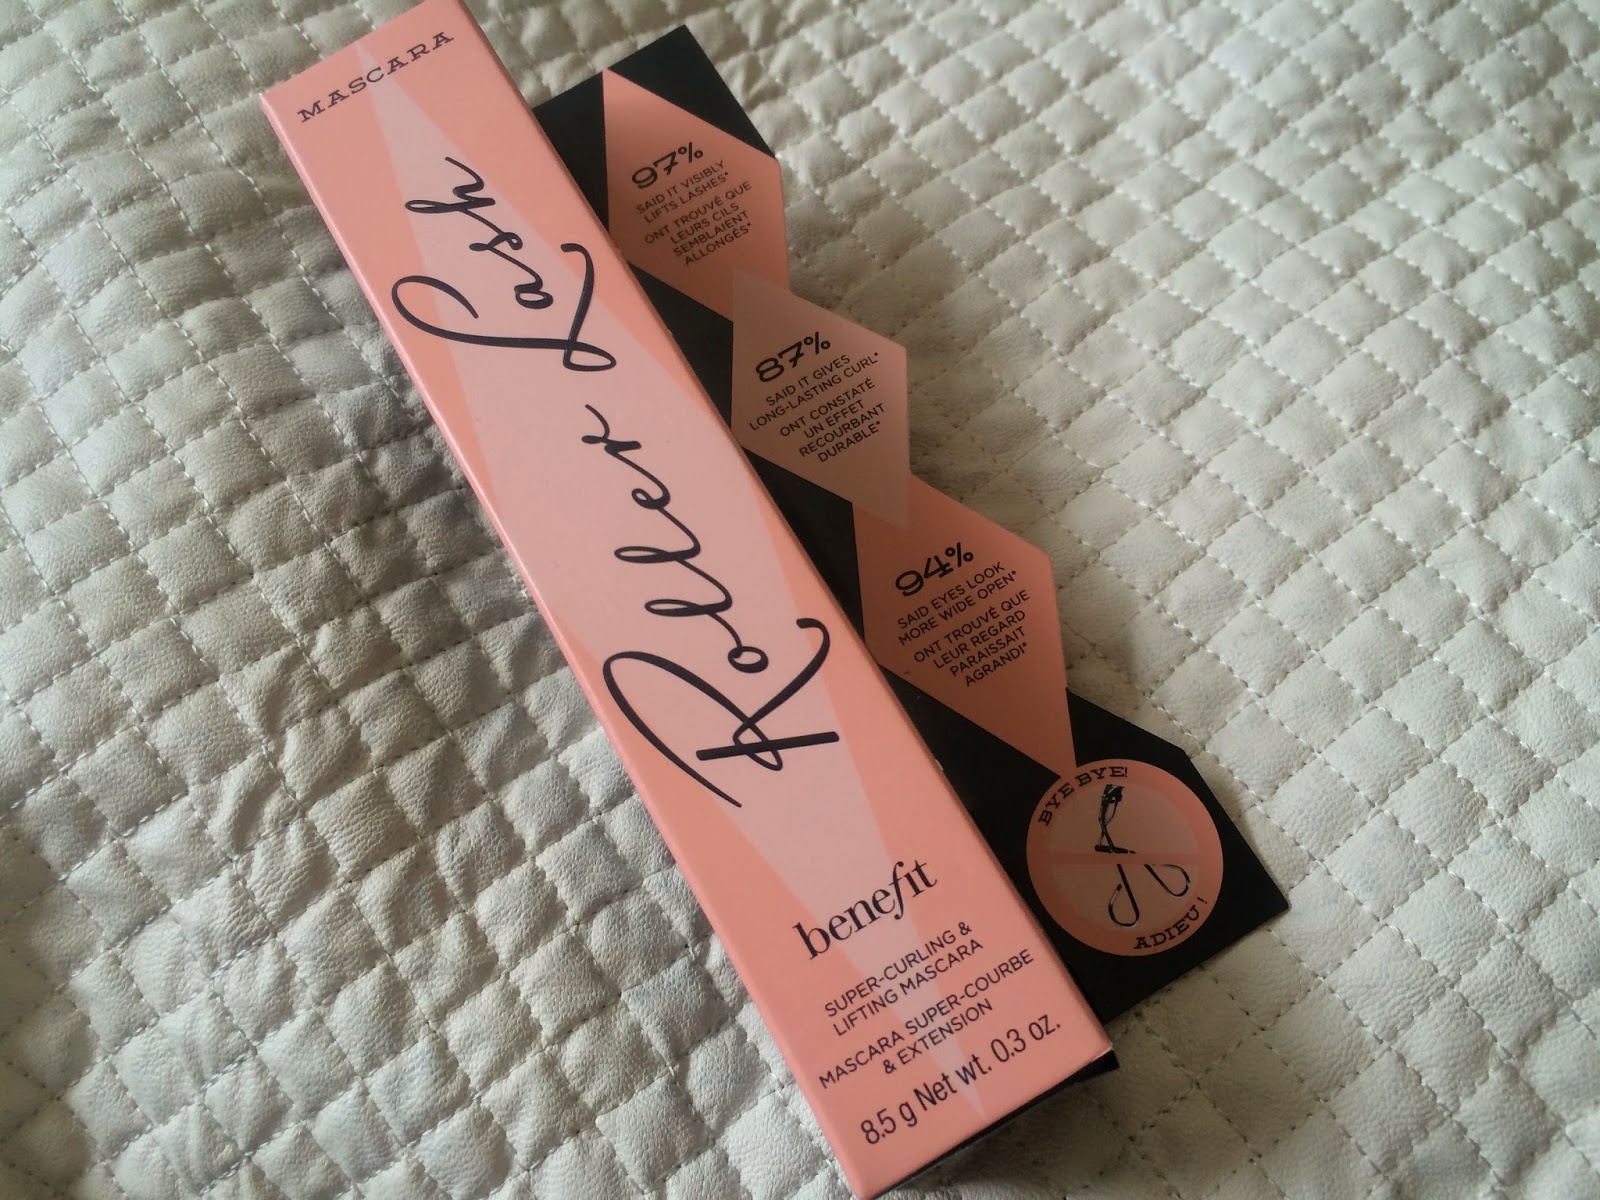 MASCARA
Roller Lash
benefit
SUPER-CURLING &
LIFTING MASCARA
MASCARA SUPER-COURBE
& EXTENSION
8.5 g Net wt. 0.3 oz.
97%
SAID IT VISIBLY
LIFTS LASHES*
ONT TROUVÉ QUE
LEURS CILS
SEMBLAIENT
ALLONGÉS*
87%
SAID IT GIVES
LONG-LASTING CURL*
ONT CONSTATÉ
UN EFFET
RECOURBANT
DURABLE*
94%
SAID EYES LOOK
MORE WIDE OPEN*
ONT TROUVÉ QUE
LEUR REGARD
PARAISSAIT
AGRANDI*
BYE BYE!
ADIEU !